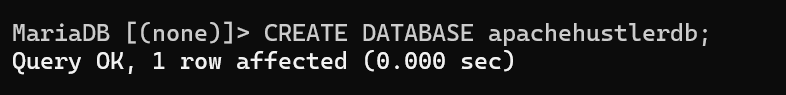 MariaDB [(none)]> CREATE DATABASE apachehustlerdb;
Query OK, 1 row affected (0.000 sec)